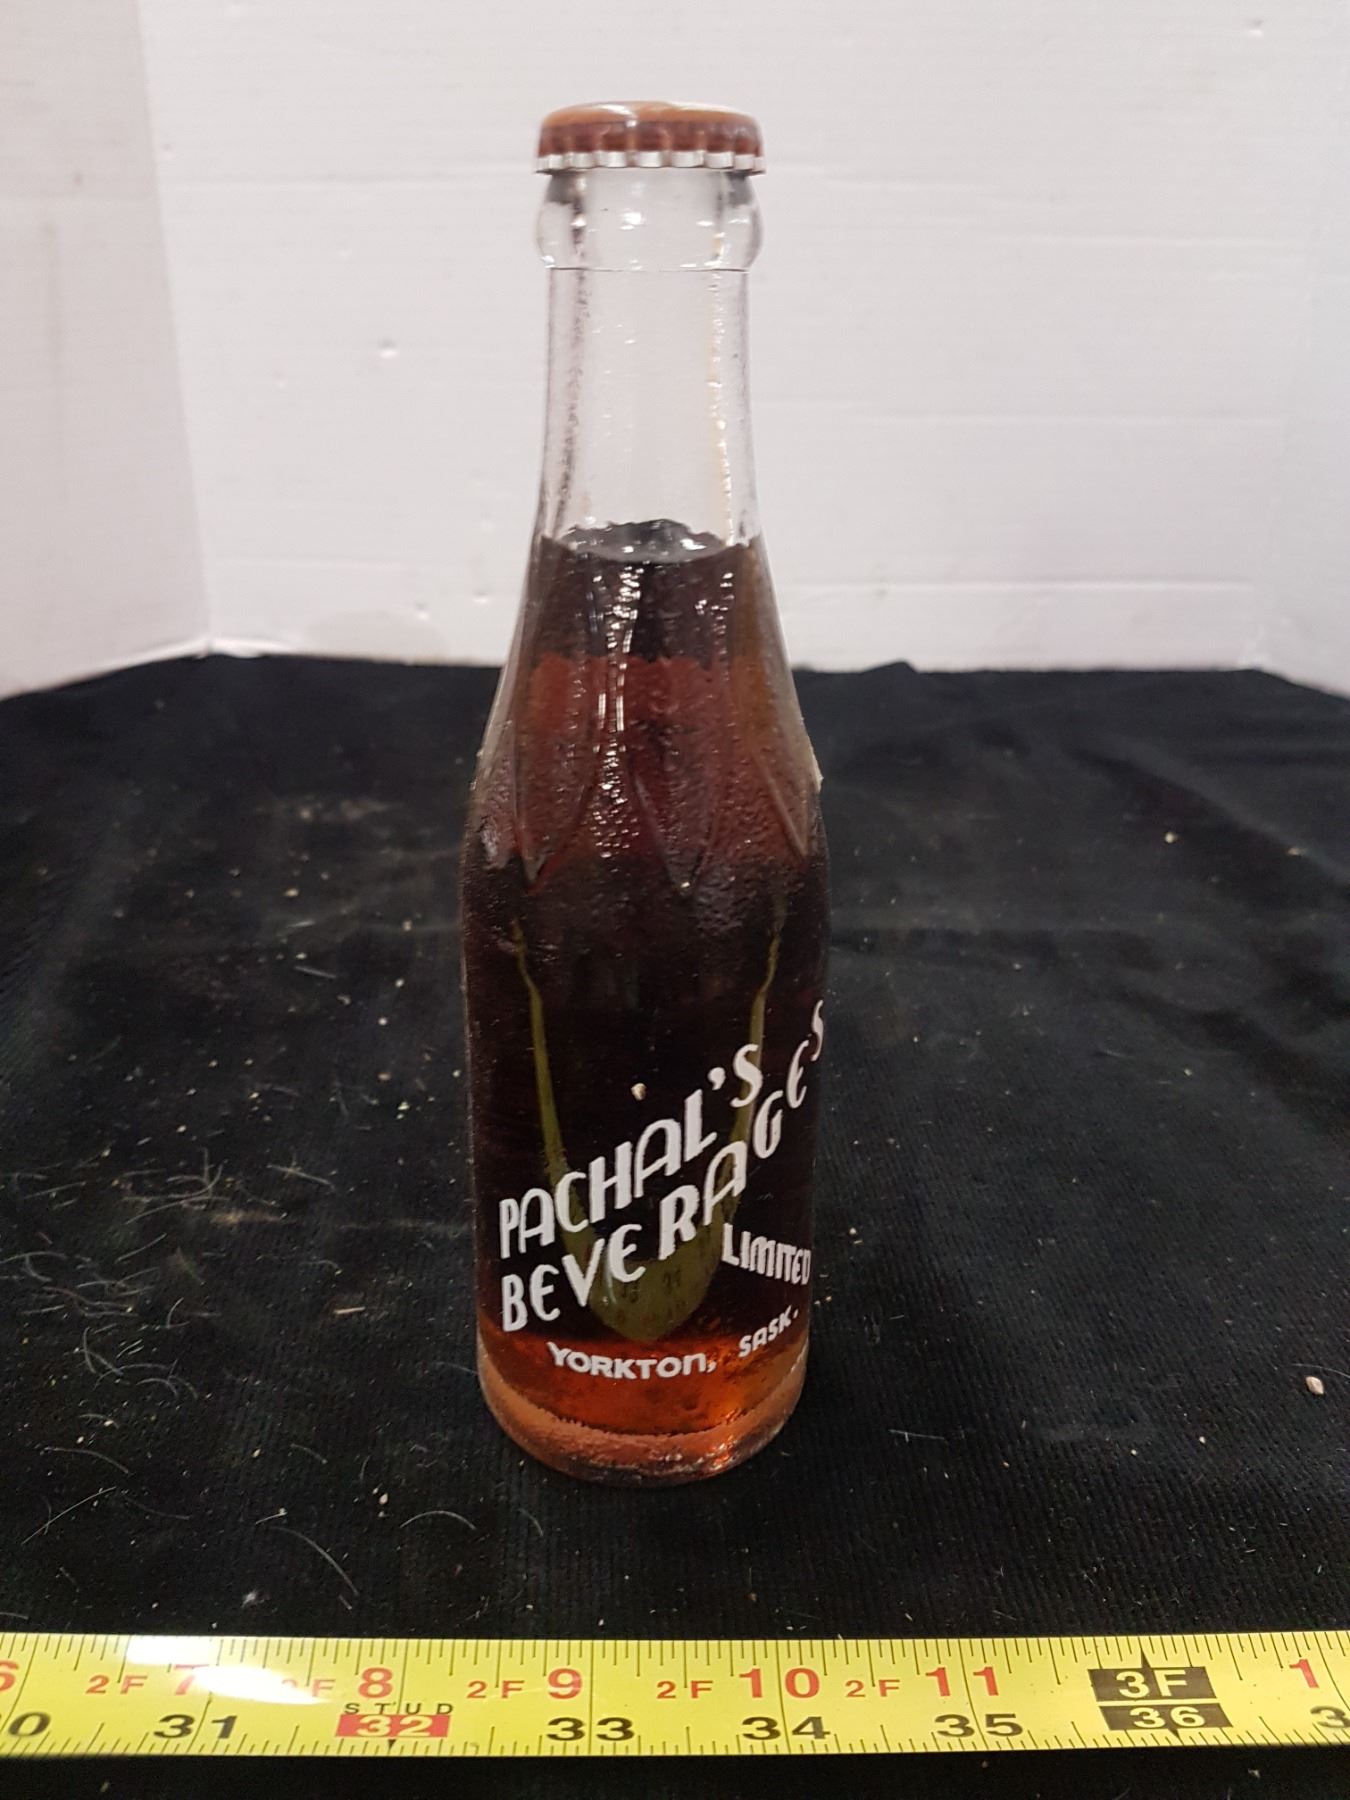 PACHAL'S
BEVERAGES
LIMITED
YORKTON, SASK.
6 2F 7 2F 8 2F 9 2F 10 2F 11 3F 1
STUD
31 32 33 34 35 36